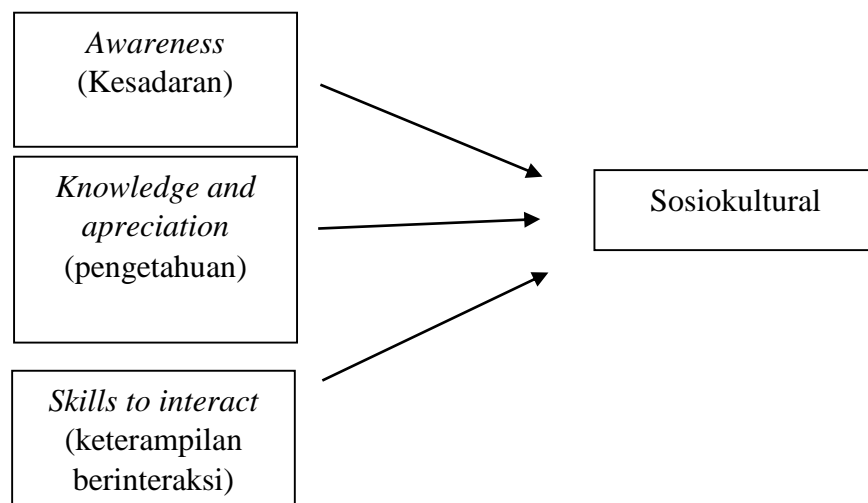 Awareness
(Kesadaran)
Knowledge and
apreciation
(pengetahuan)
Skills to interact
(keterampilan
berinteraksi)
Sosiokultural